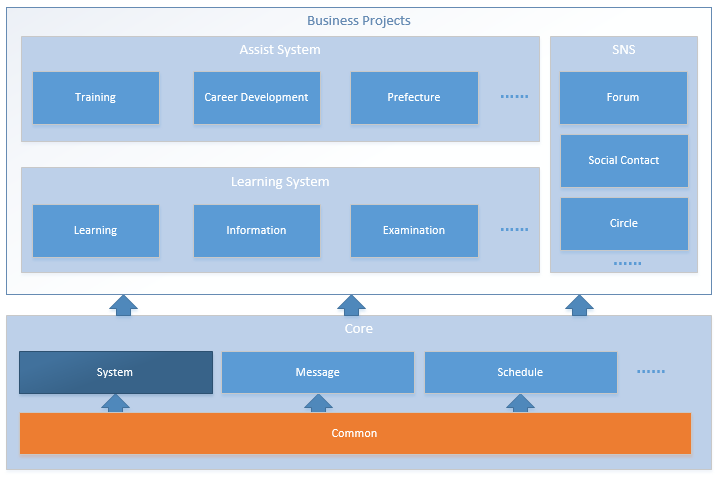 Business Projects
Assist System
Training
Career Development
Prefecture
......
Learning System
Learning
Information
Examination
......
SNS
Forum
Social Contact
Circle
......
Core
System
Message
Schedule
......
Common